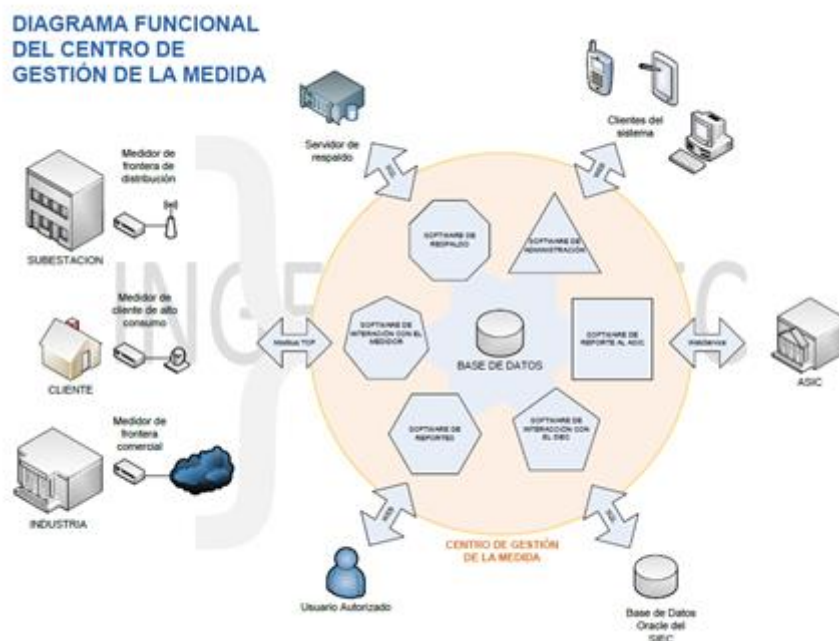 DIAGRAMA FUNCIONAL
DEL CENTRO DE
GESTIÓN DE LA MEDIDA
Servidor de
respaldo
Clientes del
sistema
Medidor de
frontera de
distribución
SUBESTACION
SOFTWARE DE
RESPALDO
SOFTWARE DE
ADMINISTRACIÓN
Medidor de
cliente de alto
consumo
CLIENTE
Modbus TCP
SOFTWARE DE
INTERACIÓN CON EL
MEDIDOR
BASE DE DATOS
SOFTWARE DE
REPORTE AL ASIC
WebService
ASIC
Medidor de
frontera
comercial
INDUSTRIA
SOFTWARE DE
REPORTES
SOFTWARE DE
INTERACCIÓN CON
EL SIEC
WEB
CENTRO DE GESTIÓN
DE LA MEDIDA
Usuario Autorizado
Base de Datos
Oracle del
SIEC